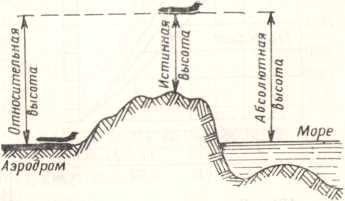 Относительная
высота
Истинная
высота
Абсолютная
высота
Море
Аэродром